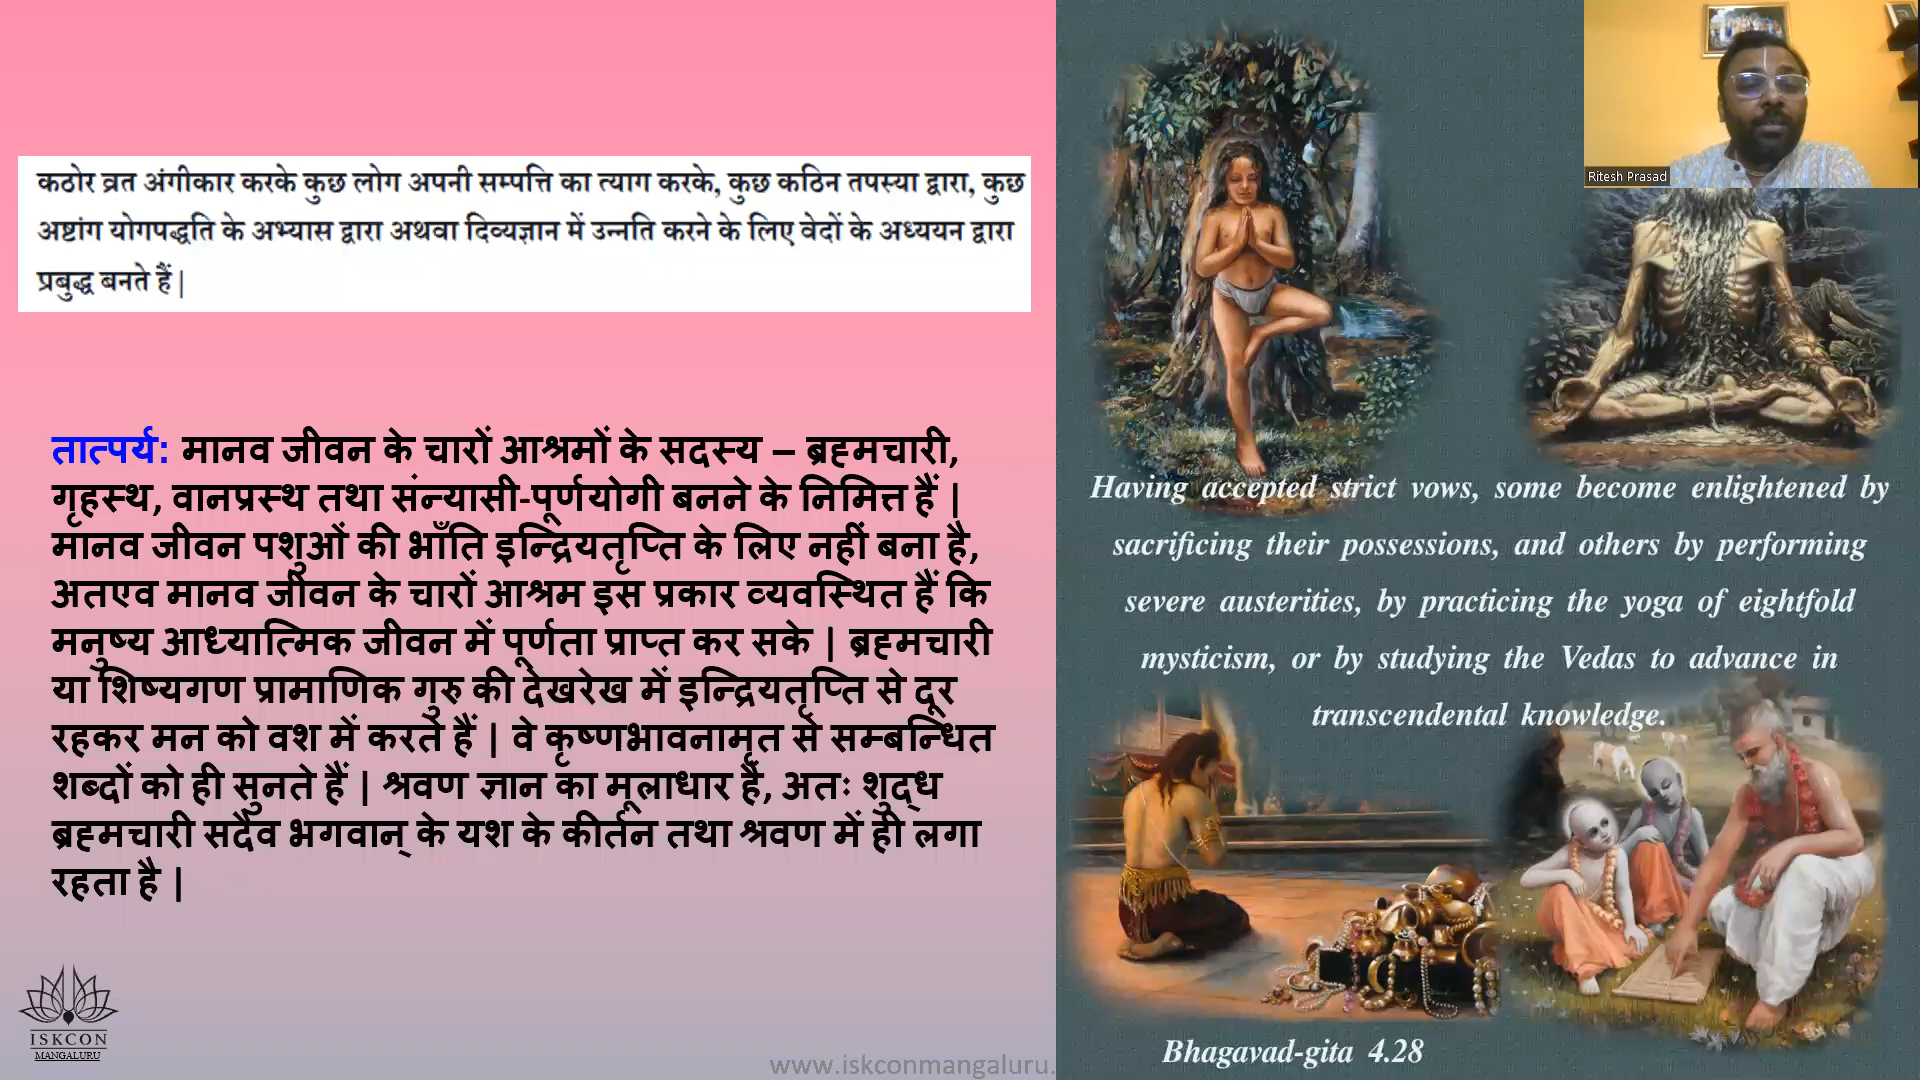 कठोर व्रत अंगीकार करके कुछ लोग अपनी सम्पत्ति का त्याग करके, कुछ कठिन तपस्या द्वारा, कुछ
अष्टांग योगपद्धति के अभ्यास द्वारा अथवा दिव्यज्ञान में उन्नति करने के लिए वेदों के अध्ययन द्वारा
प्रबुद्ध बनते हैं |
तात्पर्य: मानव जीवन के चारों आश्रमों के सदस्य – ब्रह्मचारी,
गृहस्थ, वानप्रस्थ तथा संन्यासी-पूर्णयोगी बनने के निमित्त हैं |
मानव जीवन पशुओं की भाँति इन्द्रियतृप्ति के लिए नहीं बना है,
अतएव मानव जीवन के चारों आश्रम इस प्रकार व्यवस्थित हैं कि
मनुष्य आध्यात्मिक जीवन में पूर्णता प्राप्त कर सके | ब्रह्मचारी
या शिष्यगण प्रामाणिक गुरु की देखरेख में इन्द्रियतृप्ति से दूर
रहकर मन को वश में करते हैं | वे कृष्णभावनामृत से सम्बन्धित
शब्दों को ही सुनते हैं | श्रवण ज्ञान का मूलाधार है, अतः शुद्ध
ब्रह्मचारी सदैव भगवान् के यश के कीर्तन तथा श्रवण में ही लगा
रहता है |
ISKCON
MANGALURU
www.iskconmangaluru.
Ritesh Prasad
Having accepted strict vows, some become enlightened by
sacrificing their possessions, and others by performing
severe austerities, by practicing the yoga of eightfold
mysticism, or by studying the Vedas to advance in
transcendental knowledge.
Bhagavad-gita 4.28